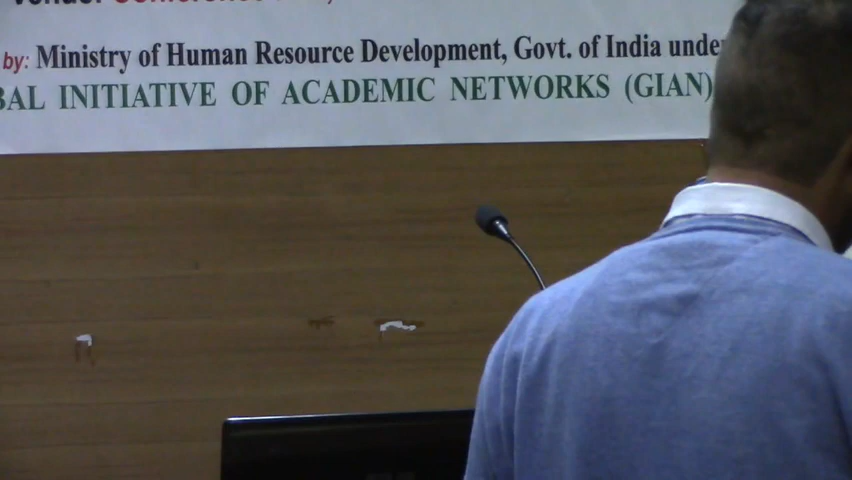 by: Ministry of Human Resource Development, Govt. of India under
BAL INITIATIVE OF ACADEMIC NETWORKS (GIAN)